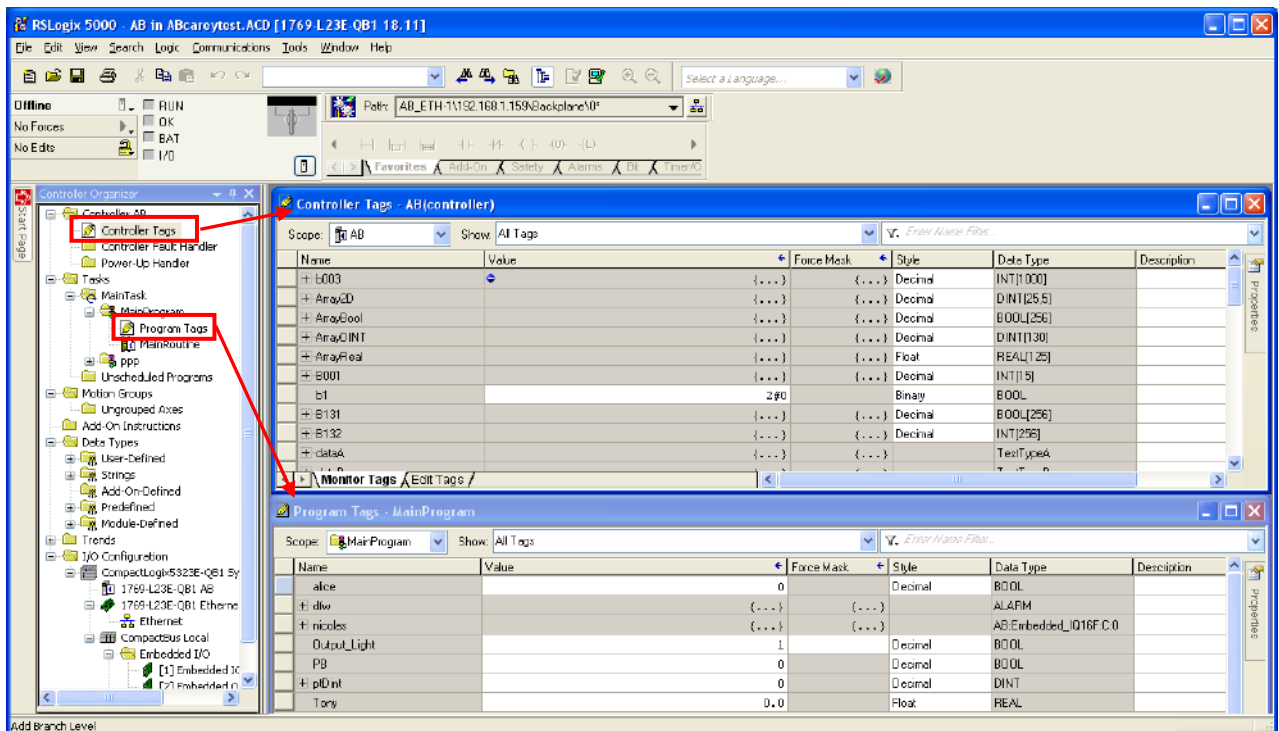 RSLogix 5000 - AB in ABcareytest.ACD [1769-L23E-QB1 18.11]
File Edit View Search Logic Communications Tools Window Help
Select a Language...
Offline
RUN
No Forces
OK
No Edits
BAT
I/O
Path: AB_ETH-1\192.168.1.159\Backplane\0*
Favorites Add-On Safety Alarms Bit Timer/C
Start Page
Controller Organizer
Controller AB
Controller Tags
Controller Fault Handler
Power-Up Handler
Tasks
MainTask
MainProgram
Program Tags
MainRoutine
ppp
Unscheduled Programs
Motion Groups
Ungrouped Axes
Add-On Instructions
Data Types
User-Defined
Strings
Add-On-Defined
Predefined
Module-Defined
Trends
I/O Configuration
CompactLogix5323E-QB1 Sy
1769-L23E-QB1 AB
1769-L23E-QB1 Etherne
Ethernet
CompactBus Local
Embedded I/O
[1] Embedded IC
[2] Embedded
Controller Tags - AB(controller)
Scope: AB Show: All Tags Enter Name Filter...
Name Value Force Mask Style Data Type Description
b003 {...} {...} Decimal INT[1000]
Array2D {...} {...} Decimal DINT[25,5]
ArrayBool {...} {...} Decimal BOOL[256]
ArrayDINT {...} {...} Decimal DINT[130]
ArrayReal {...} {...} Float REAL[125]
B001 {...} {...} Decimal INT[15]
b1 2#0 Binary BOOL
B131 {...} {...} Decimal BOOL[256]
B132 {...} {...} Decimal INT[256]
dataA {...} {...} TestTypeA
Monitor Tags Edit Tags
Properties
Program Tags - MainProgram
Scope: MainProgram Show: All Tags Enter Name Filter...
Name Value Force Mask Style Data Type Description
alice 0 Decimal BOOL
dfw {...} {...} ALARM
nicoles {...} {...} AB:Embedded_IQ16F:C:0
Output_Light 1 Decimal BOOL
PB 0 Decimal BOOL
0 Decimal DINT
Tony 0.0 Float REAL
Properties
Add Branch Level